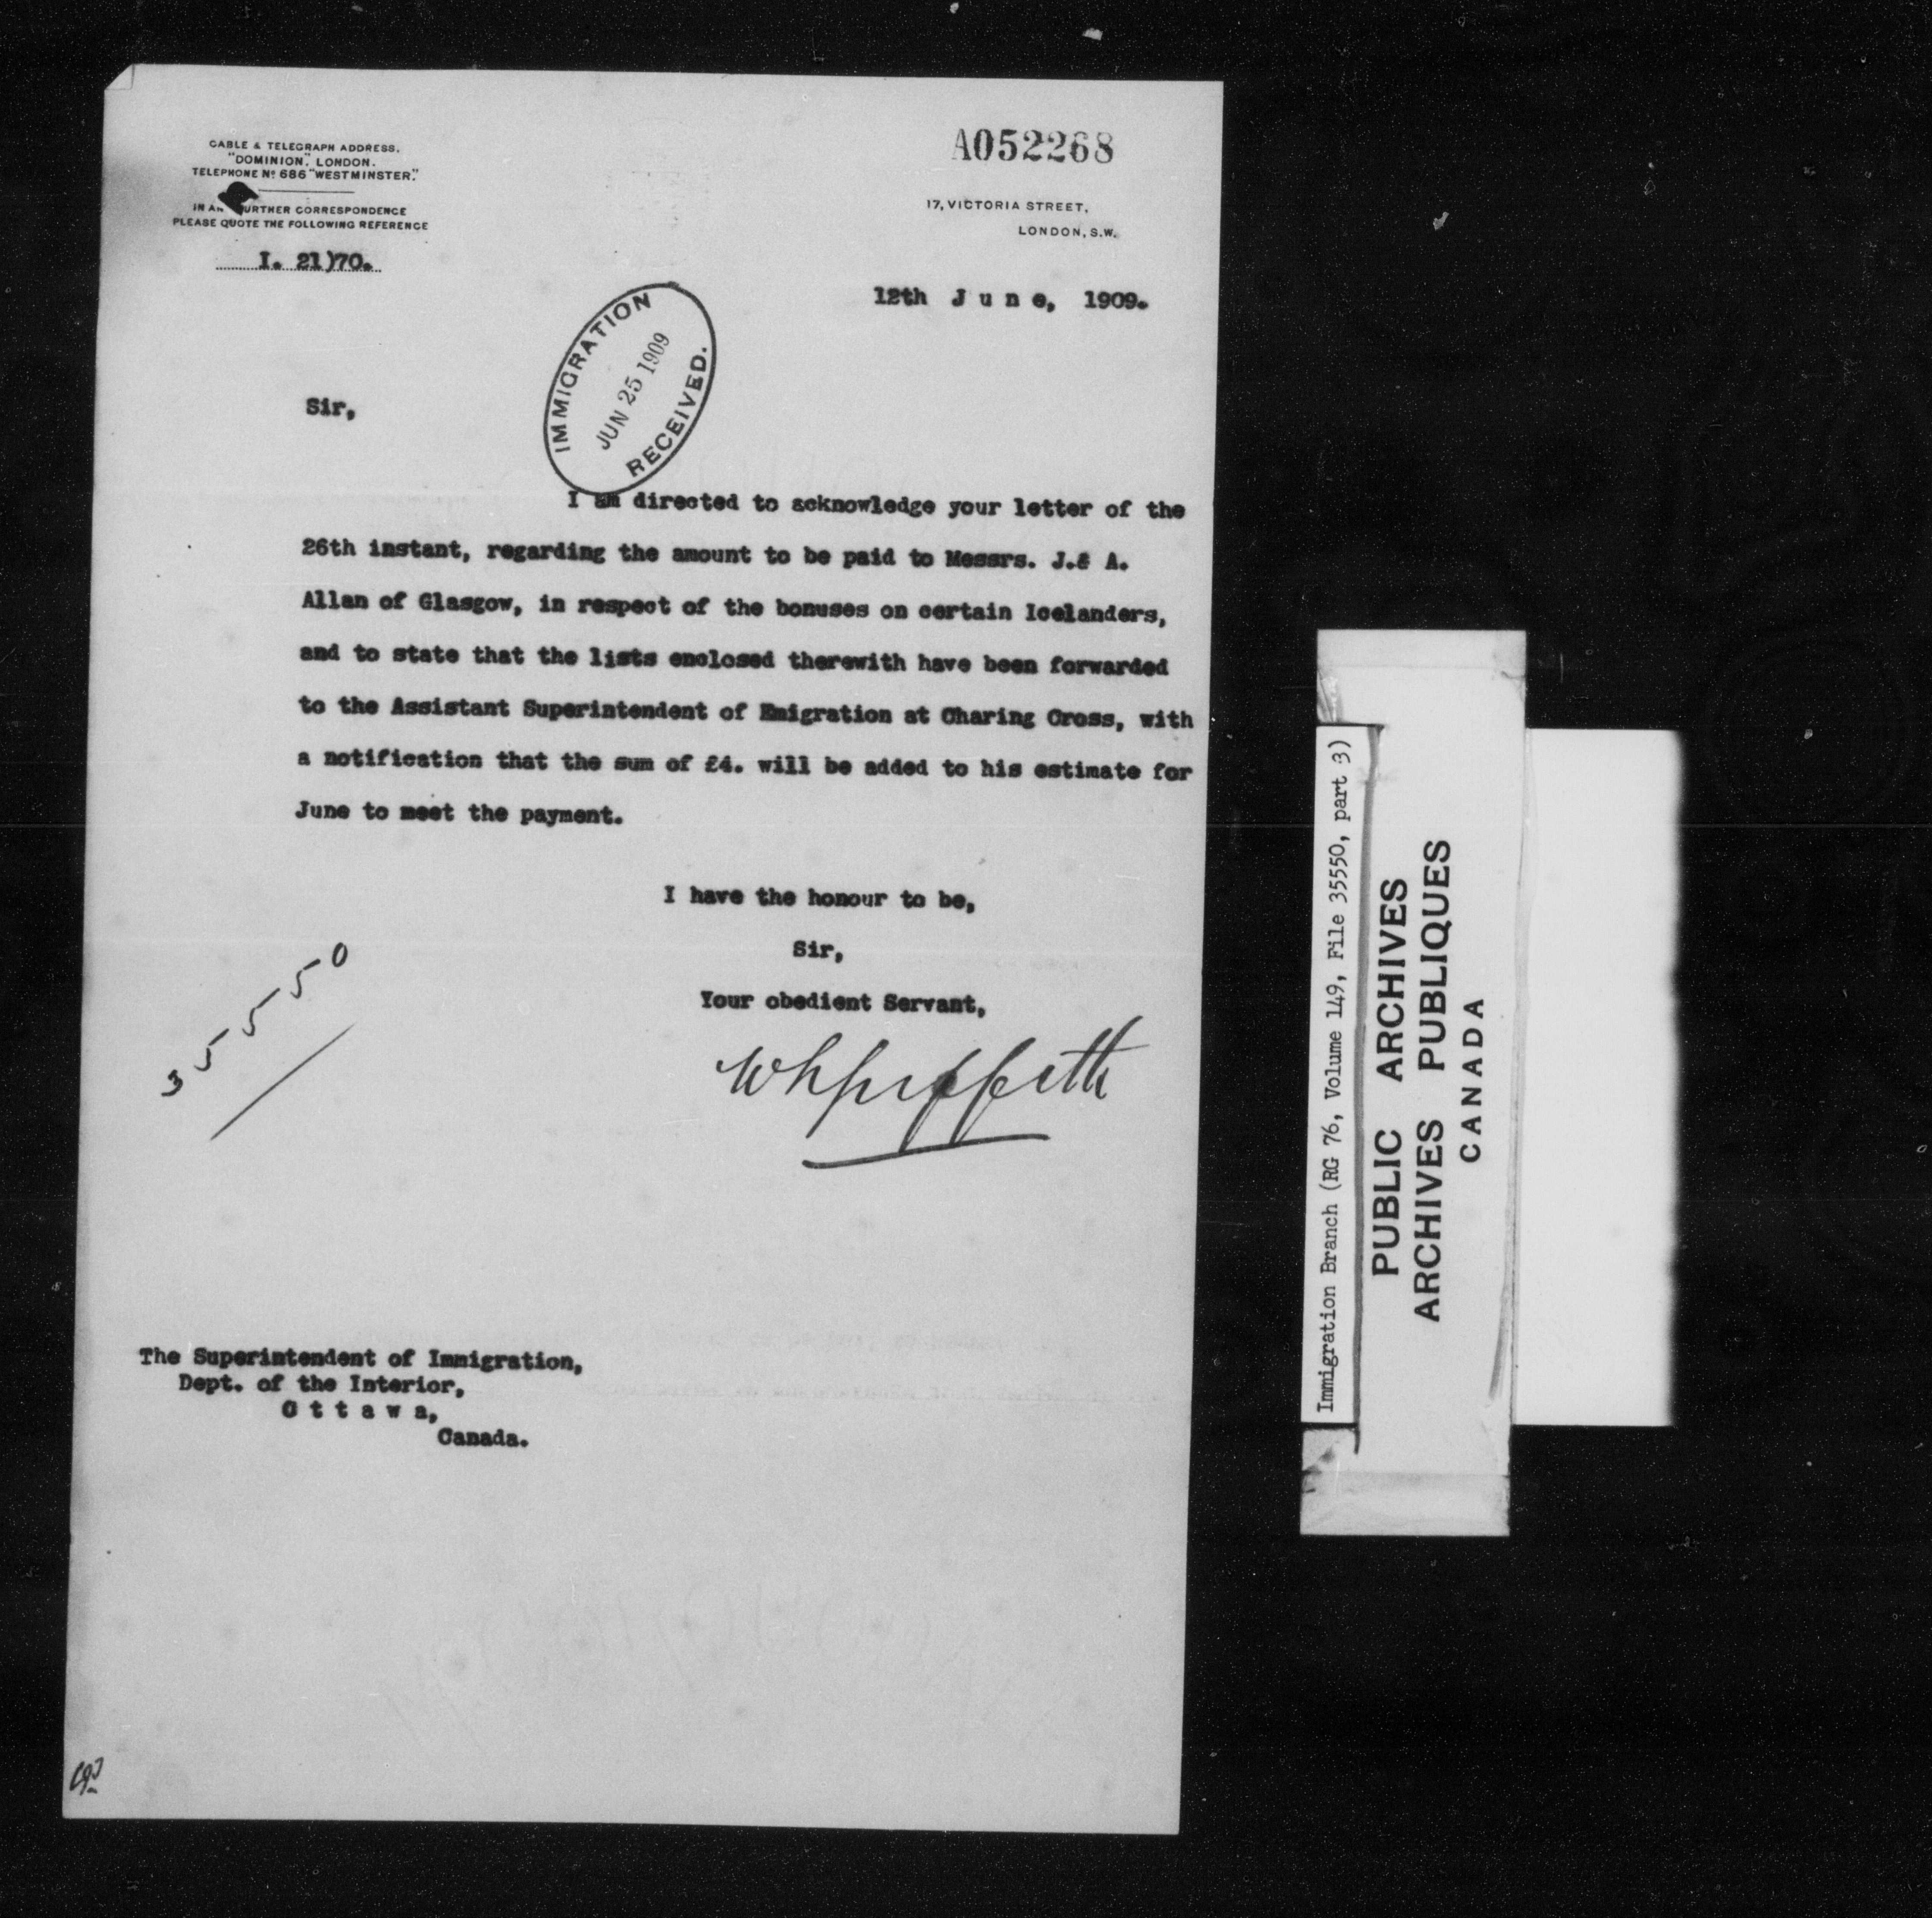 CABLE & TELEGRAPH ADDRESS,
"DOMINION", LONDON.
TELEPHONE No 686 "WESTMINSTER".
IN AN FURTHER CORRESPONDENCE
PLEASE QUOTE THE FOLLOWING REFERENCE
I. 21)70.
A052268
17, VICTORIA STREET,
LONDON, S.W.
12th J u n e, 1909.
IMMIGRATION
JUN 25 1909
RECEIVED.
Sir,
I am directed to acknowledge your letter of the
26th instant, regarding the amount to be paid to Messrs. J.& A.
Allan of Glasgow, in respect of the bonuses on certain Icelanders,
and to state that the lists enclosed therewith have been forwarded
to the Assistant Superintendent of Emigration at Charing Cross, with
a notification that the sum of £4. will be added to his estimate for
June to meet the payment.
I have the honour to be,
Sir,
Your obedient Servant,
WLGriffith
35550
The Superintendent of Immigration,
Dept. of the Interior,
O t t a w a,
Canada.
Immigration Branch (RG 76, Volume 149, File 35550, part 3)
PUBLIC ARCHIVES
ARCHIVES PUBLIQUES
CANADA